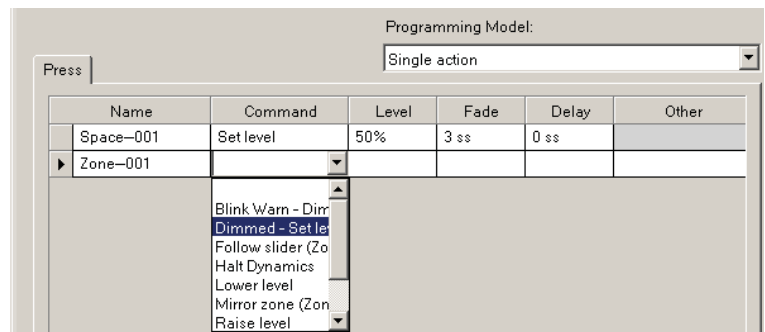 Programming Model:
Single action
Press
Name Command Level Fade Delay Other
Space–001 Set level 50% 3 ss 0 ss
Zone–001
Blink Warn - Dim
Dimmed - Set le
Follow slider (Zo
Halt Dynamics
Lower level
Mirror zone (Zon
Raise level